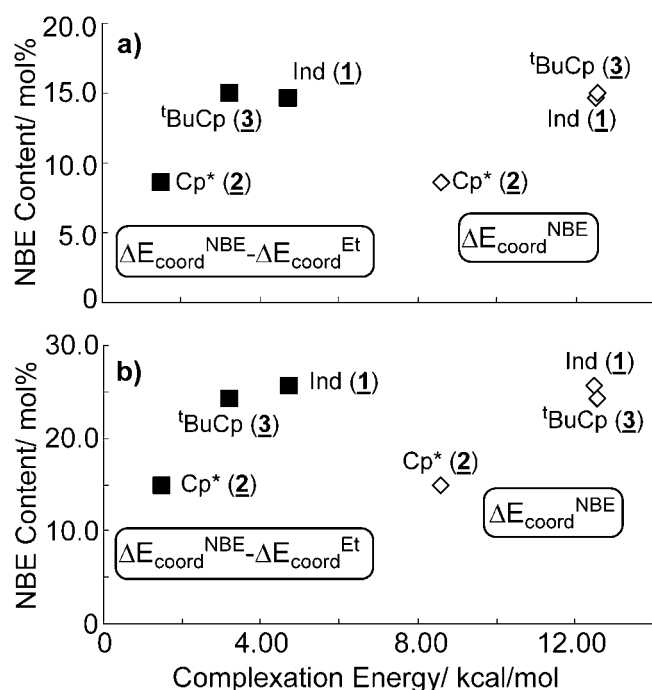 a)
NBE Content/ mol%
20.0
15.0
10.0
5.0
0
Ind (1)
tBuCp (3)
Cp* (2)
ΔEcoordNBE-ΔEcoordEt
tBuCp (3)
Ind (1)
Cp* (2)
ΔEcoordNBE
b)
NBE Content/ mol%
30.0
20.0
10.0
0
Ind (1)
tBuCp (3)
Cp* (2)
ΔEcoordNBE-ΔEcoordEt
Ind (1)
tBuCp (3)
Cp* (2)
ΔEcoordNBE
0 4.00 8.00 12.00
Complexation Energy/ kcal/mol